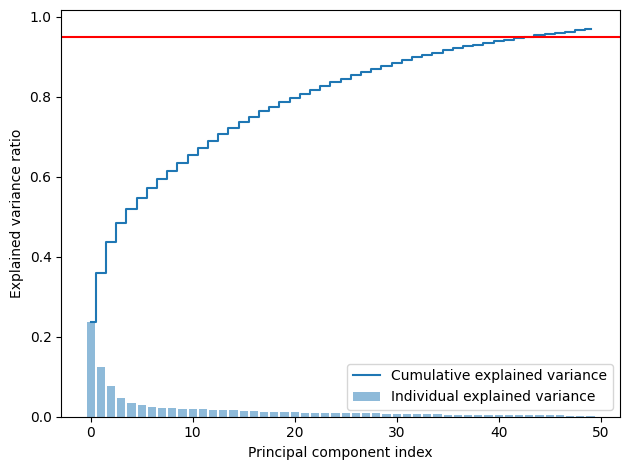 1.0
0.8
0.6
0.4
0.2
0.0
Explained variance ratio
Cumulative explained variance
Individual explained variance
0 10 20 30 40 50
Principal component index